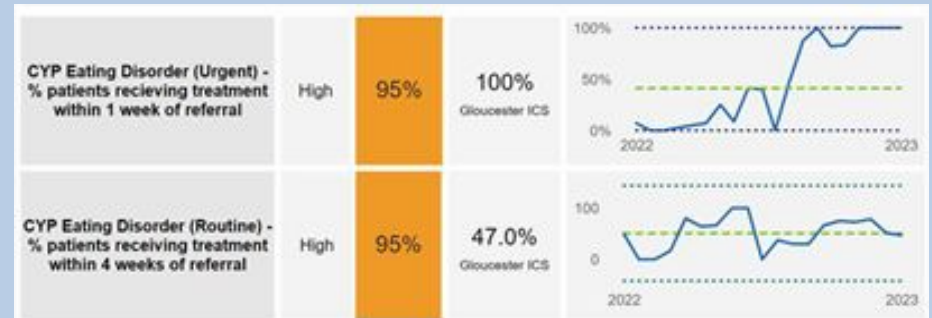 CYP Eating Disorder (Urgent) -
% patients recieving treatment
within 1 week of referral
High
95%
100%
Gloucester ICS
100%
50%
0%
2022
2023
CYP Eating Disorder (Routine) -
% patients receiving treatment
within 4 weeks of referral
High
95%
47.0%
Gloucester ICS
100
0
2022
2023